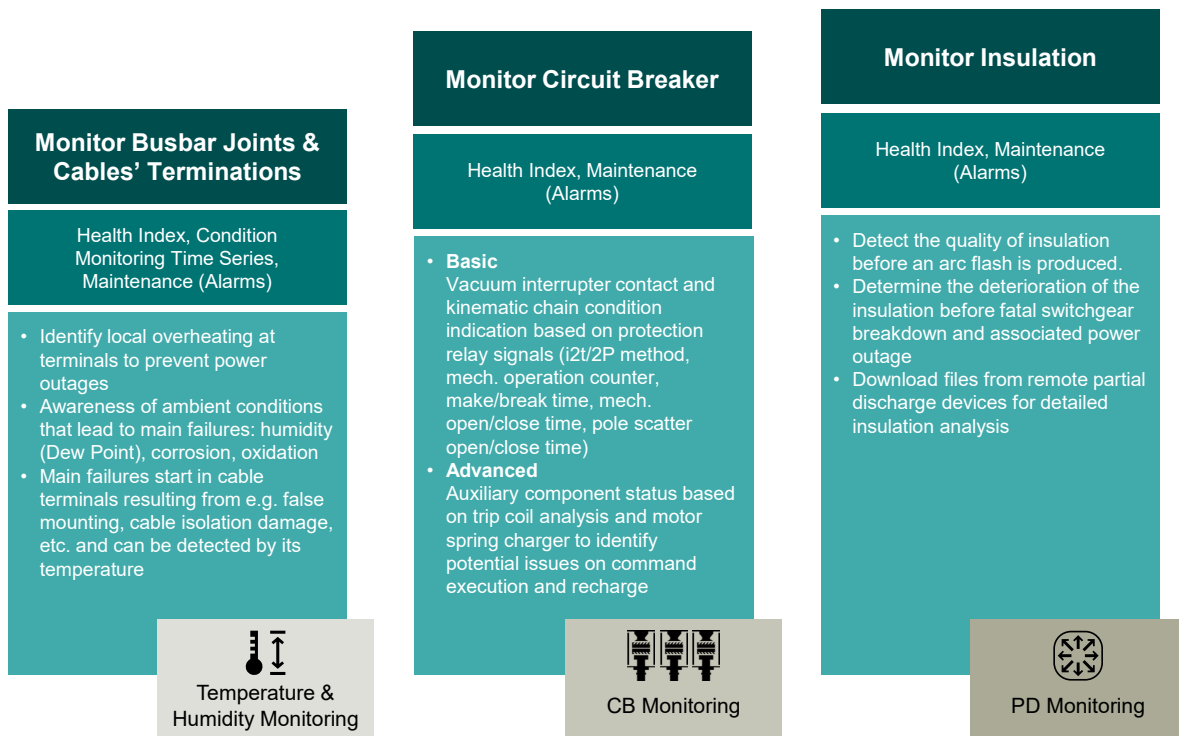 Monitor Busbar Joints &
Cables’ Terminations
Health Index, Condition
Monitoring Time Series,
Maintenance (Alarms)
• Identify local overheating at
terminals to prevent power
outages
• Awareness of ambient conditions
that lead to main failures: humidity
(Dew Point), corrosion, oxidation
• Main failures start in cable
terminals resulting from e.g. false
mounting, cable isolation damage,
etc. and can be detected by its
temperature
Temperature &
Humidity Monitoring
Monitor Circuit Breaker
Health Index, Maintenance
(Alarms)
• Basic
Vacuum interrupter contact and
kinematic chain condition
indication based on protection
relay signals (i2t/2P method,
mech. operation counter,
make/break time, mech.
open/close time, pole scatter
open/close time)
• Advanced
Auxiliary component status based
on trip coil analysis and motor
spring charger to identify
potential issues on command
execution and recharge
CB Monitoring
Monitor Insulation
Health Index, Maintenance
(Alarms)
• Detect the quality of insulation
before an arc flash is produced.
• Determine the deterioration of the
insulation before fatal switchgear
breakdown and associated power
outage
• Download files from remote partial
discharge devices for detailed
insulation analysis
PD Monitoring